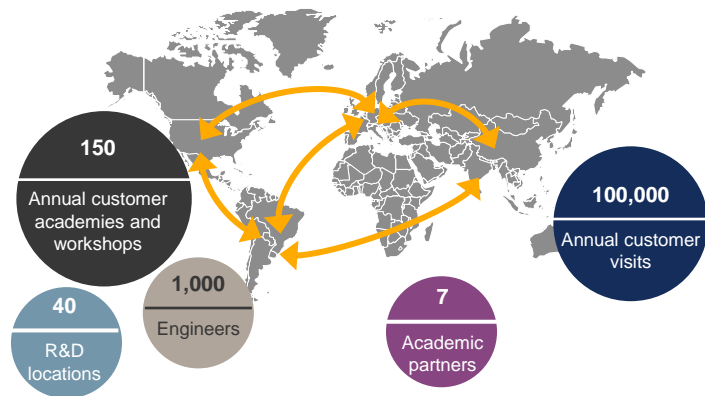 150
Annual customer
academies and
workshops
100,000
Annual customer
visits
40
R&D
locations
1,000
Engineers
7
Academic
partners